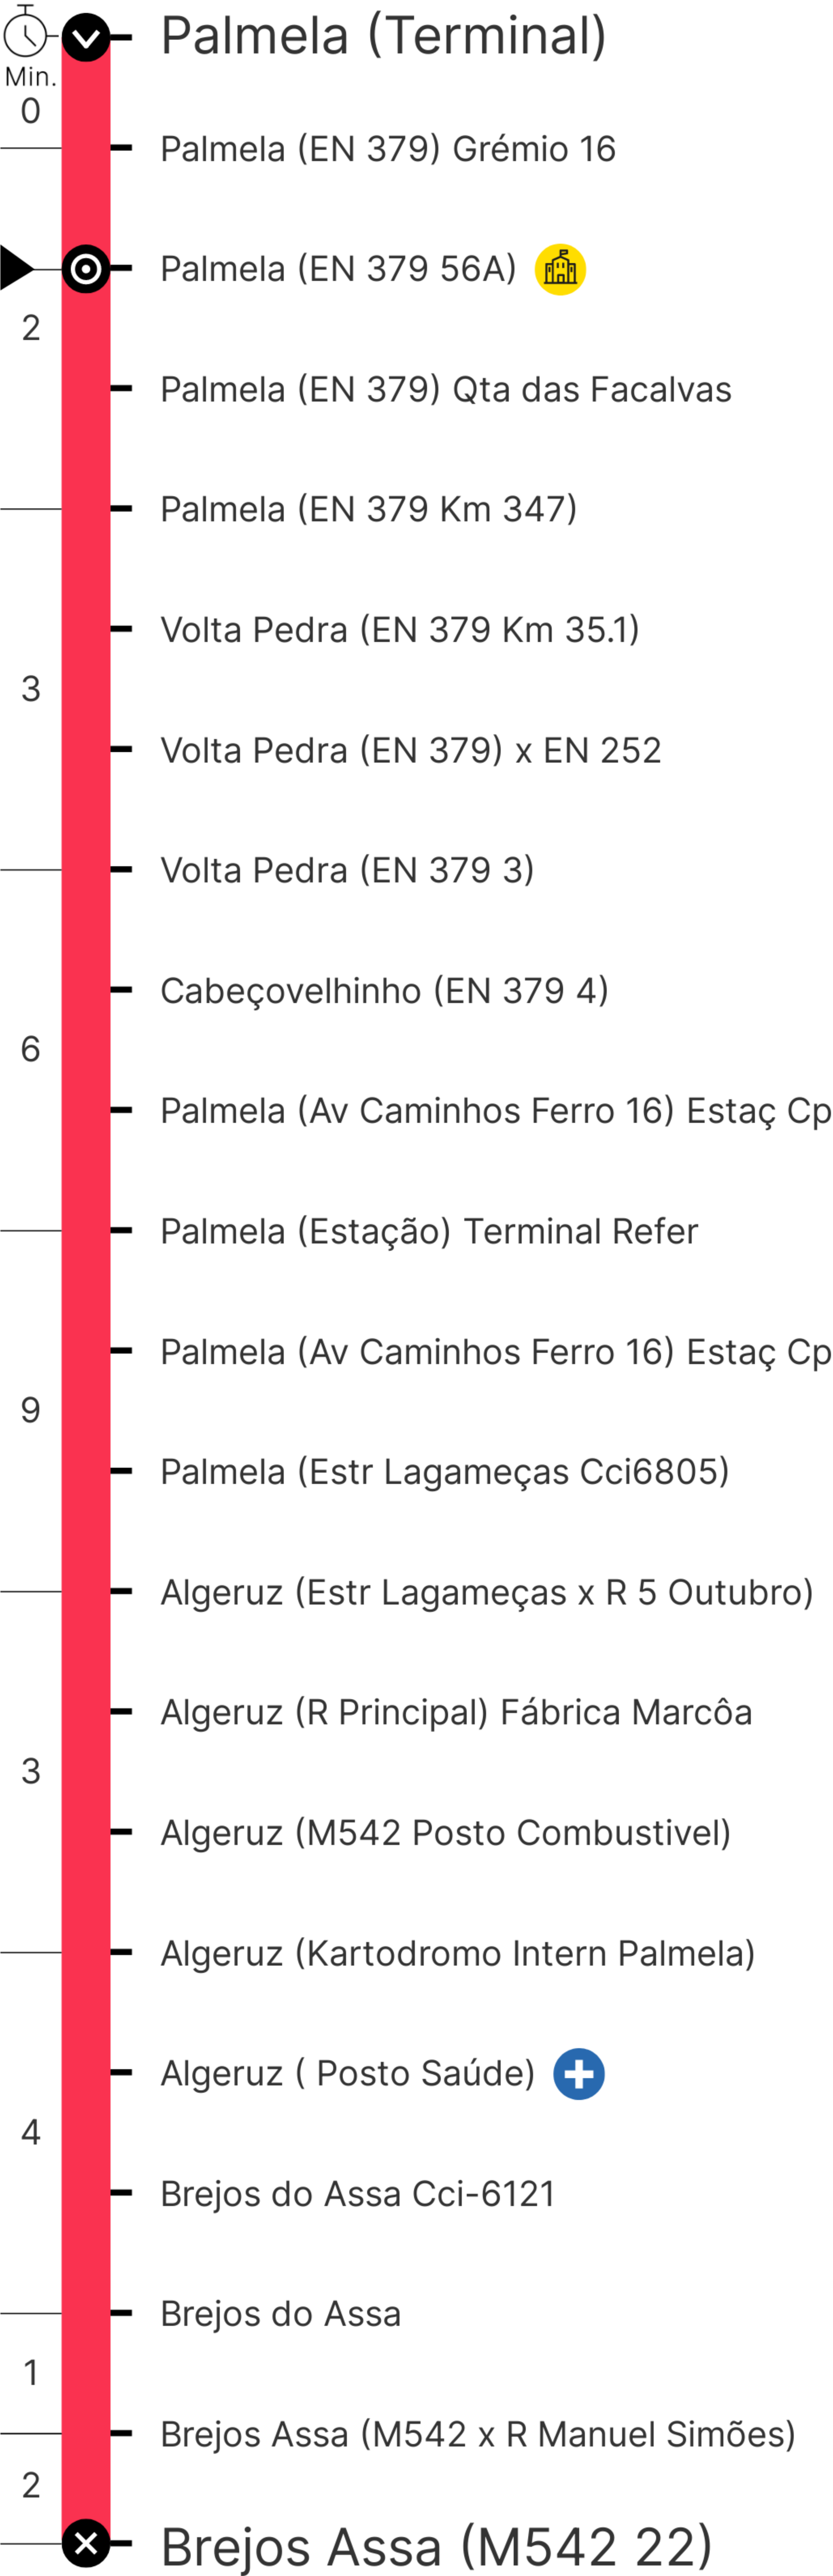 Palmela (Terminal)
Min.
0
Palmela (EN 379) Grémio 16
Palmela (EN 379 56A)
2
Palmela (EN 379) Qta das Facalvas
Palmela (EN 379 Km 347)
Volta Pedra (EN 379 Km 35.1)
3
Volta Pedra (EN 379) x EN 252
Volta Pedra (EN 379 3)
Cabeçovelhinho (EN 379 4)
6
Palmela (Av Caminhos Ferro 16) Estaç Cp
Palmela (Estação) Terminal Refer
Palmela (Av Caminhos Ferro 16) Estaç Cp
9
Palmela (Estr Lagameças Cci6805)
Algeruz (Estr Lagameças x R 5 Outubro)
Algeruz (R Principal) Fábrica Marcôa
3
Algeruz (M542 Posto Combustivel)
Algeruz (Kartodromo Intern Palmela)
Algeruz ( Posto Saúde)
4
Brejos do Assa Cci-6121
Brejos do Assa
1
Brejos Assa (M542 x R Manuel Simões)
2
Brejos Assa (M542 22)